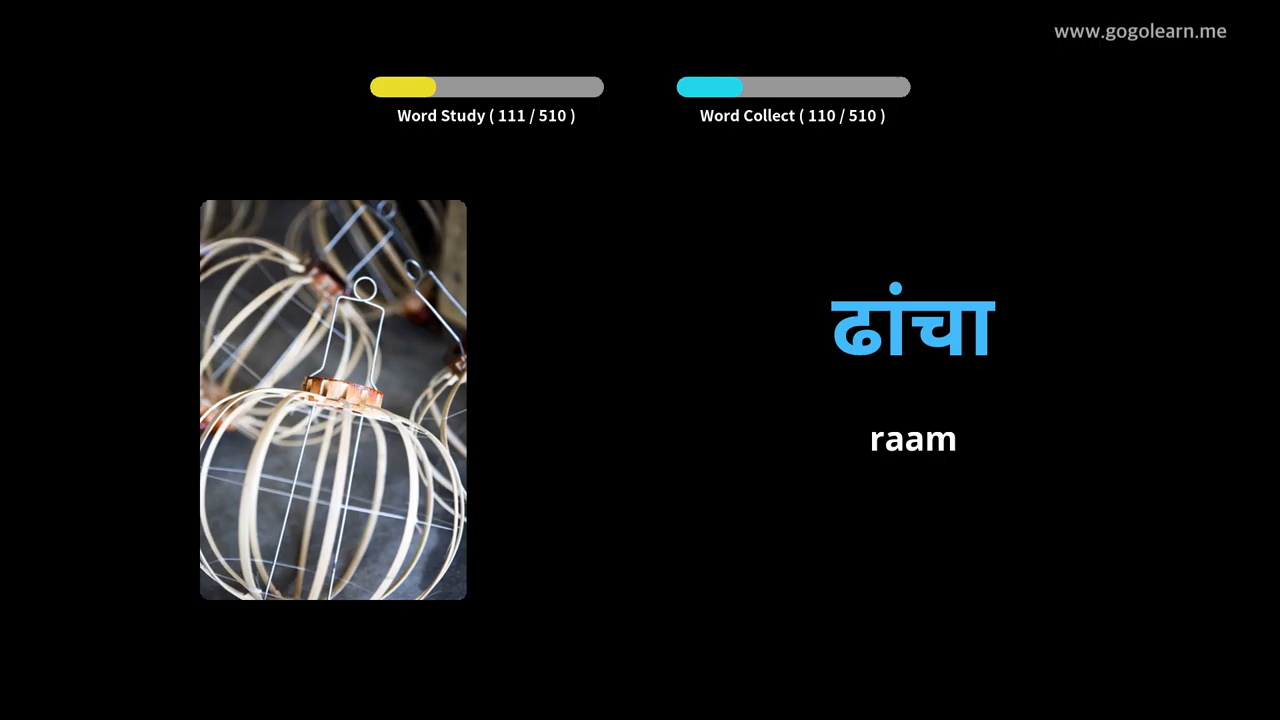 www.gogolearn.me
Word Study ( 111 / 510 )
Word Collect ( 110 / 510 )
ढांचा
raam